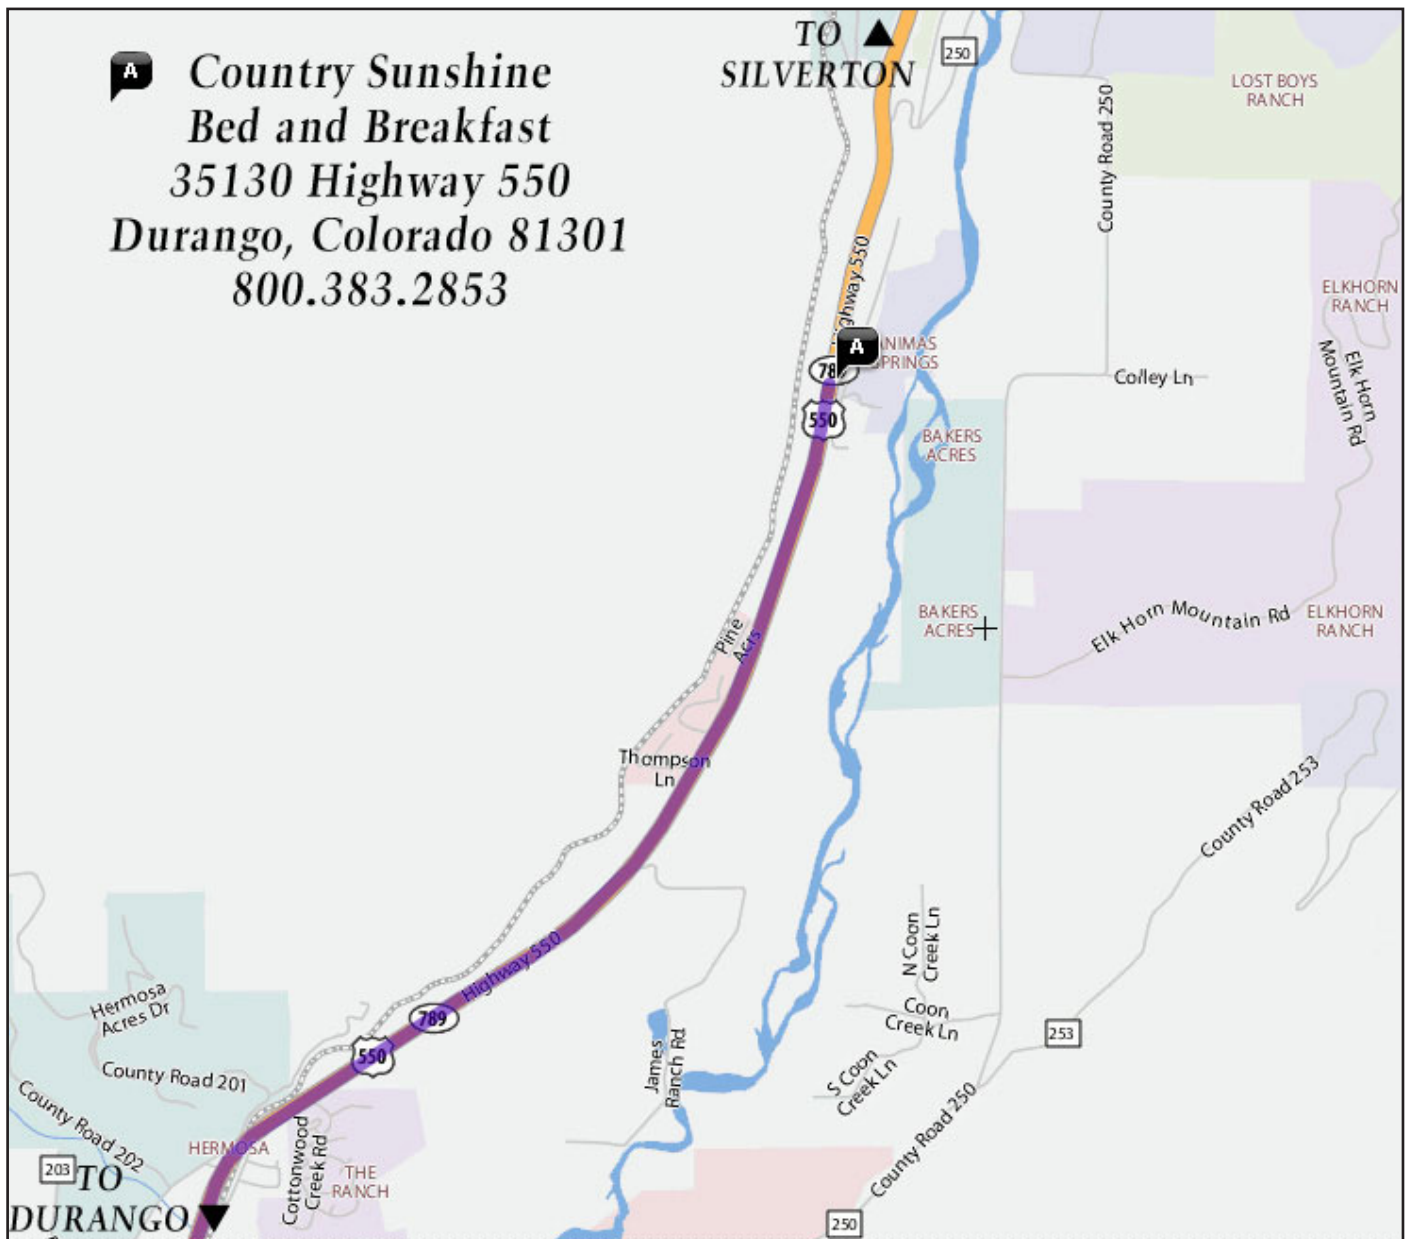 A
Country Sunshine
Bed and Breakfast
35130 Highway 550
Durango, Colorado 81301
800.383.2853
TO
SILVERTON
250
LOST BOYS
RANCH
County Road 250
Highway 550
ELKHORN
RANCH
A
NIMAS
PRINGS
78
550
Colley Ln
Elk Horn
Mountain Rd
BAKERS
ACRES
BAKERS
ACRES
Elk Horn Mountain Rd
ELKHORN
RANCH
Pine
Acrs
Thompson
Ln
County Road 253
N Coon
Creek Ln
Highway 550
Hermosa
Acres Dr
789
550
Coon
Creek Ln
253
James
Ranch Rd
S Coon
Creek Ln
County Road 201
County Road 202
County Road 250
HERMOSA
Cottonwood
Creek Rd
THE
RANCH
203
TO
DURANGO
250